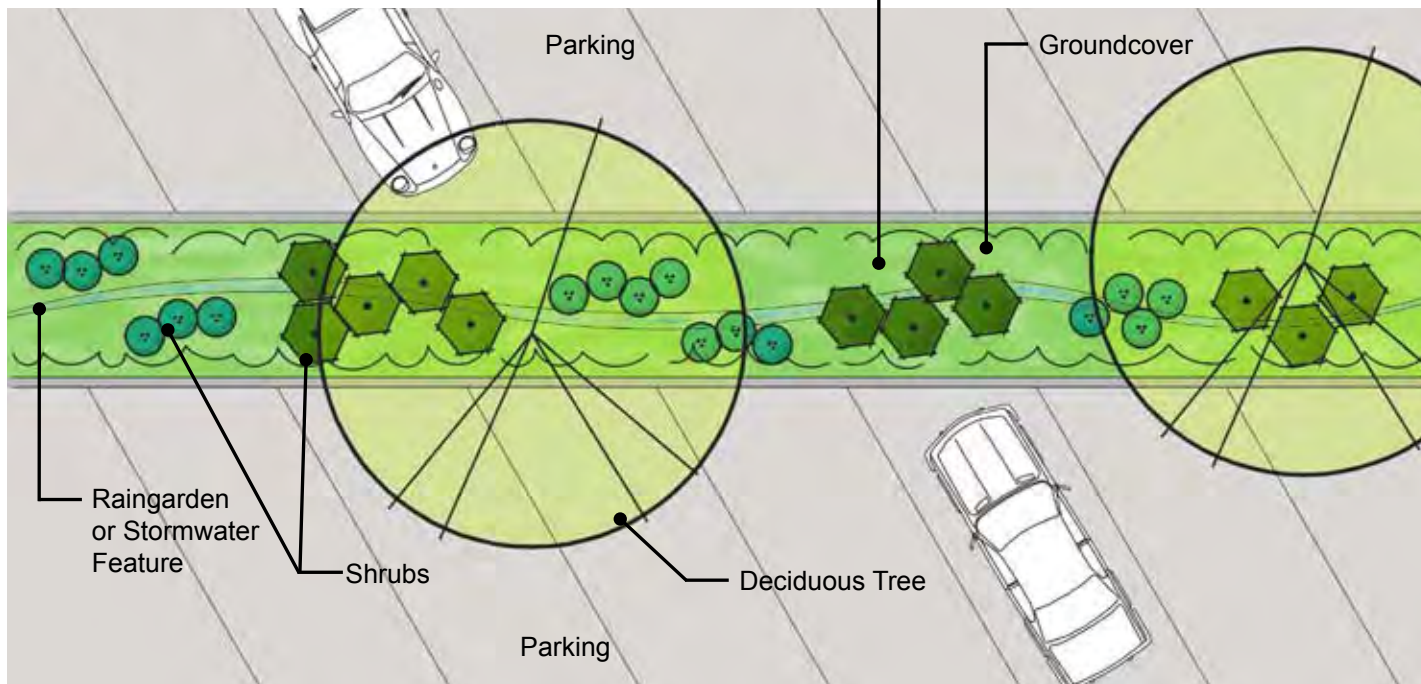 Parking
Groundcover
Raingarden
or Stormwater
Feature
Shrubs
Deciduous Tree
Parking